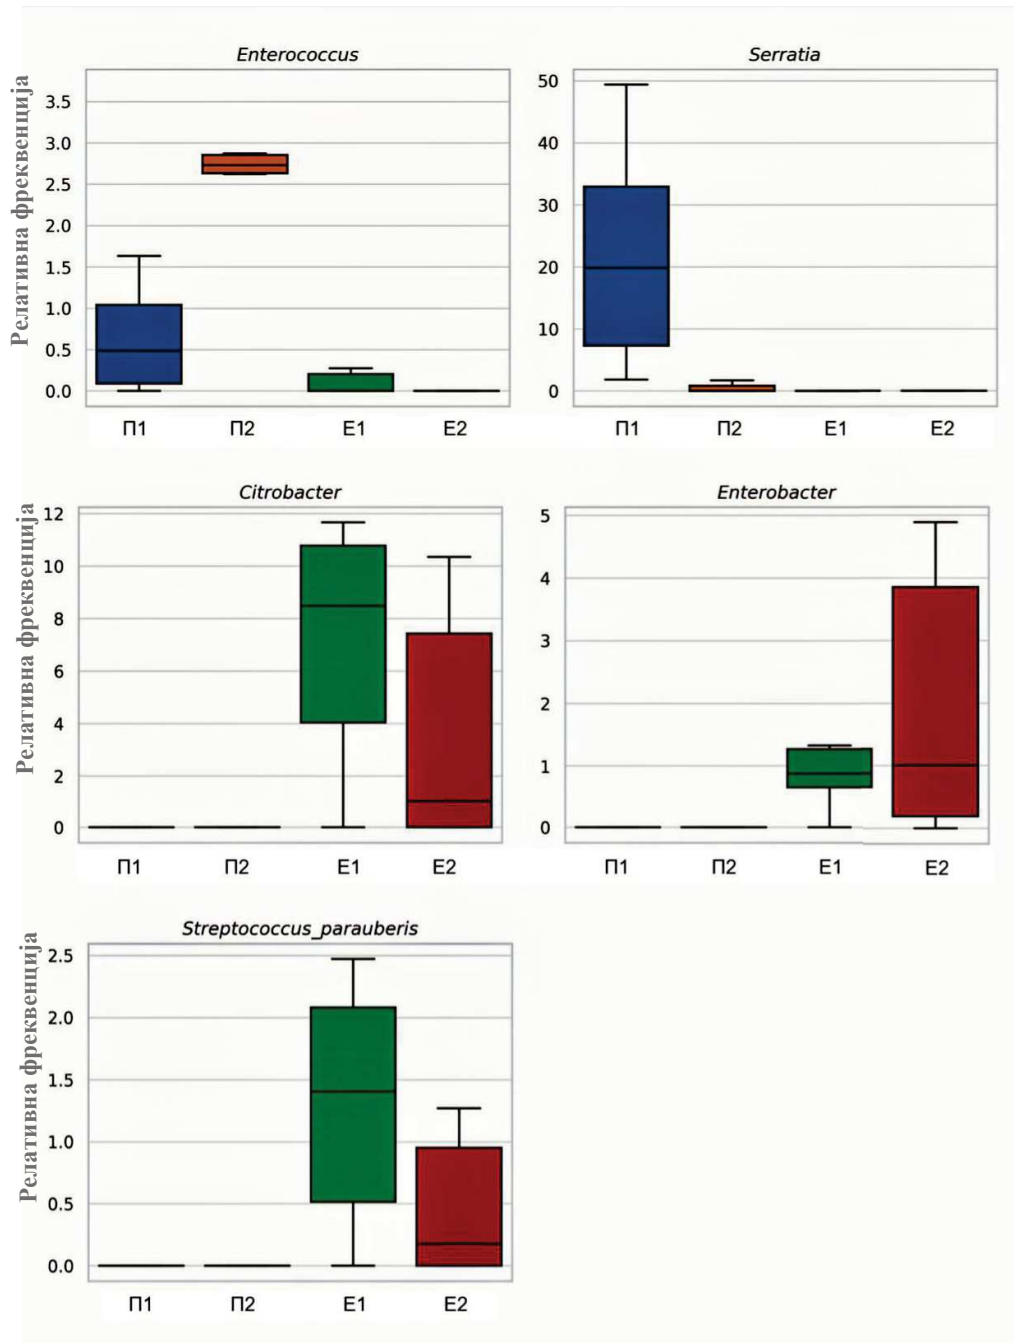 Enterococcus
Serratia
Релативна фреквенција
3.5
3.0
2.5
2.0
1.5
1.0
0.5
0.0
П1 П2 Е1 Е2
50
40
30
20
10
0
П1 П2 Е1 Е2
Citrobacter
Enterobacter
Релативна фреквенција
12
10
8
6
4
2
0
П1 П2 Е1 Е2
5
4
3
2
1
0
П1 П2 Е1 Е2
Streptococcus_parauberis
Релативна фреквенција
2.5
2.0
1.5
1.0
0.5
0.0
П1 П2 Е1 Е2